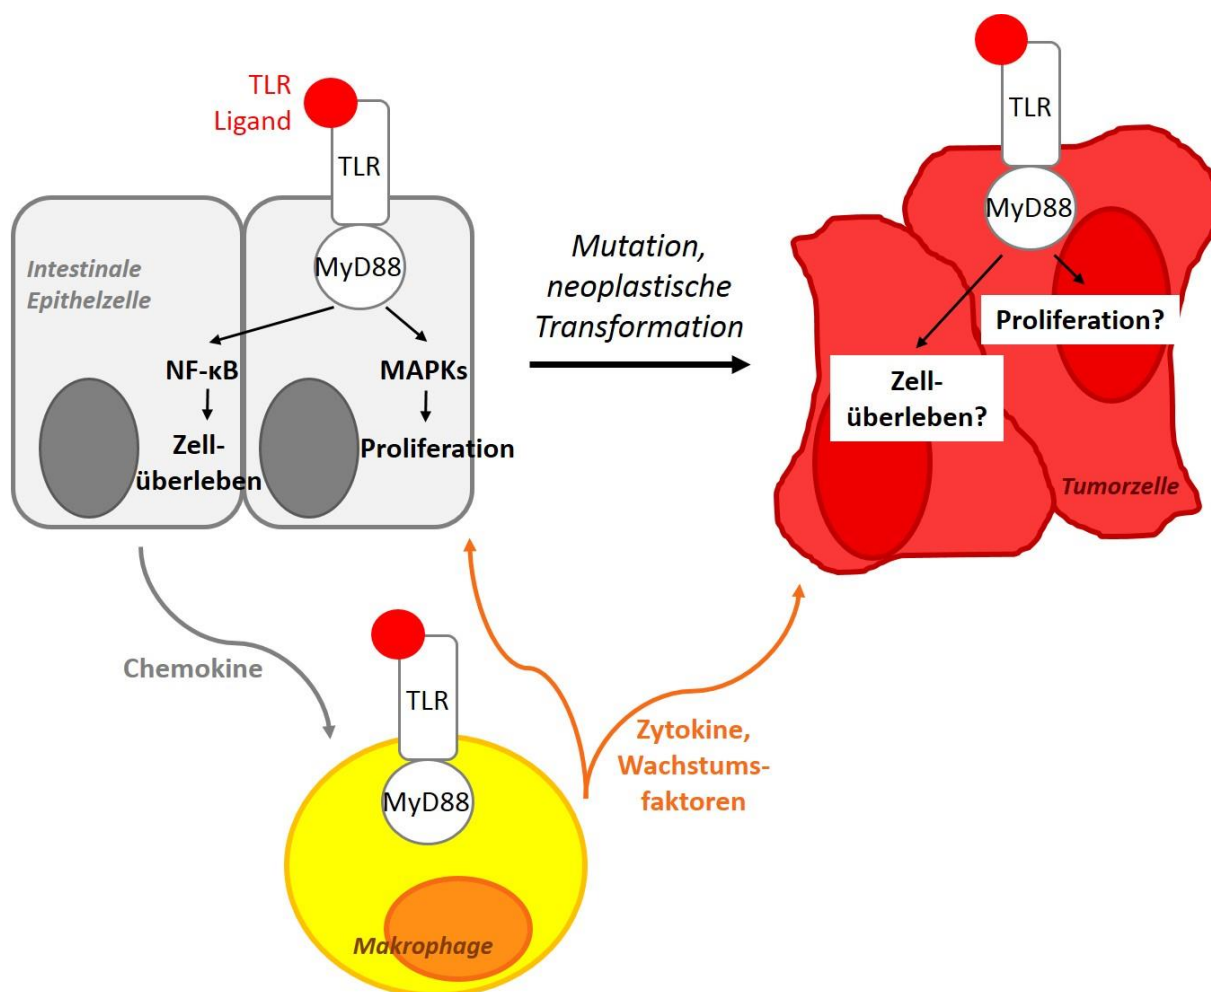 TLR
Ligand
TLR
MyD88
Intestinale
Epithelzelle
NF-κB
MAPKs
Zell-
überleben
Proliferation
Mutation,
neoplastische
Transformation
TLR
MyD88
Proliferation?
Zell-
überleben?
Tumorzelle
Chemokine
TLR
MyD88
Makrophage
Zytokine,
Wachstums-
faktoren